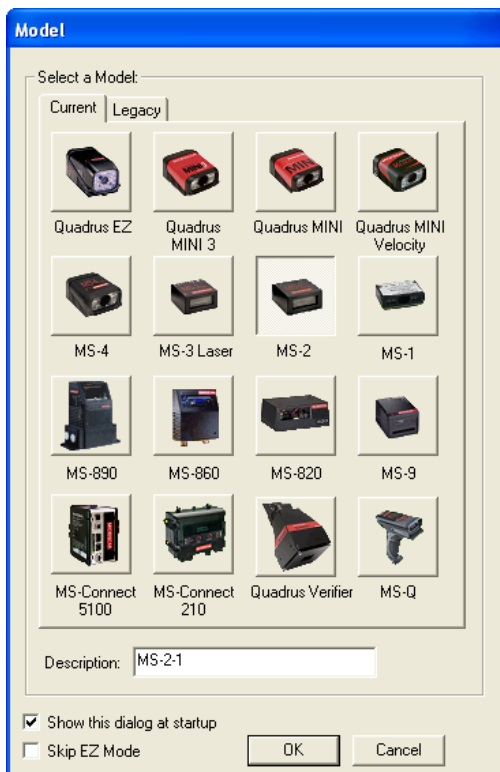 Model
Select a Model:
Current Legacy
Quadrus EZ Quadrus MINI 3 Quadrus MINI Quadrus MINI Velocity
MS-4 MS-3 Laser MS-2 MS-1
MS-890 MS-860 MS-820 MS-9
MS-Connect 5100 MS-Connect 210 Quadrus Verifier MS-Q
Description: MS-2-1
Show this dialog at startup
Skip EZ Mode OK Cancel